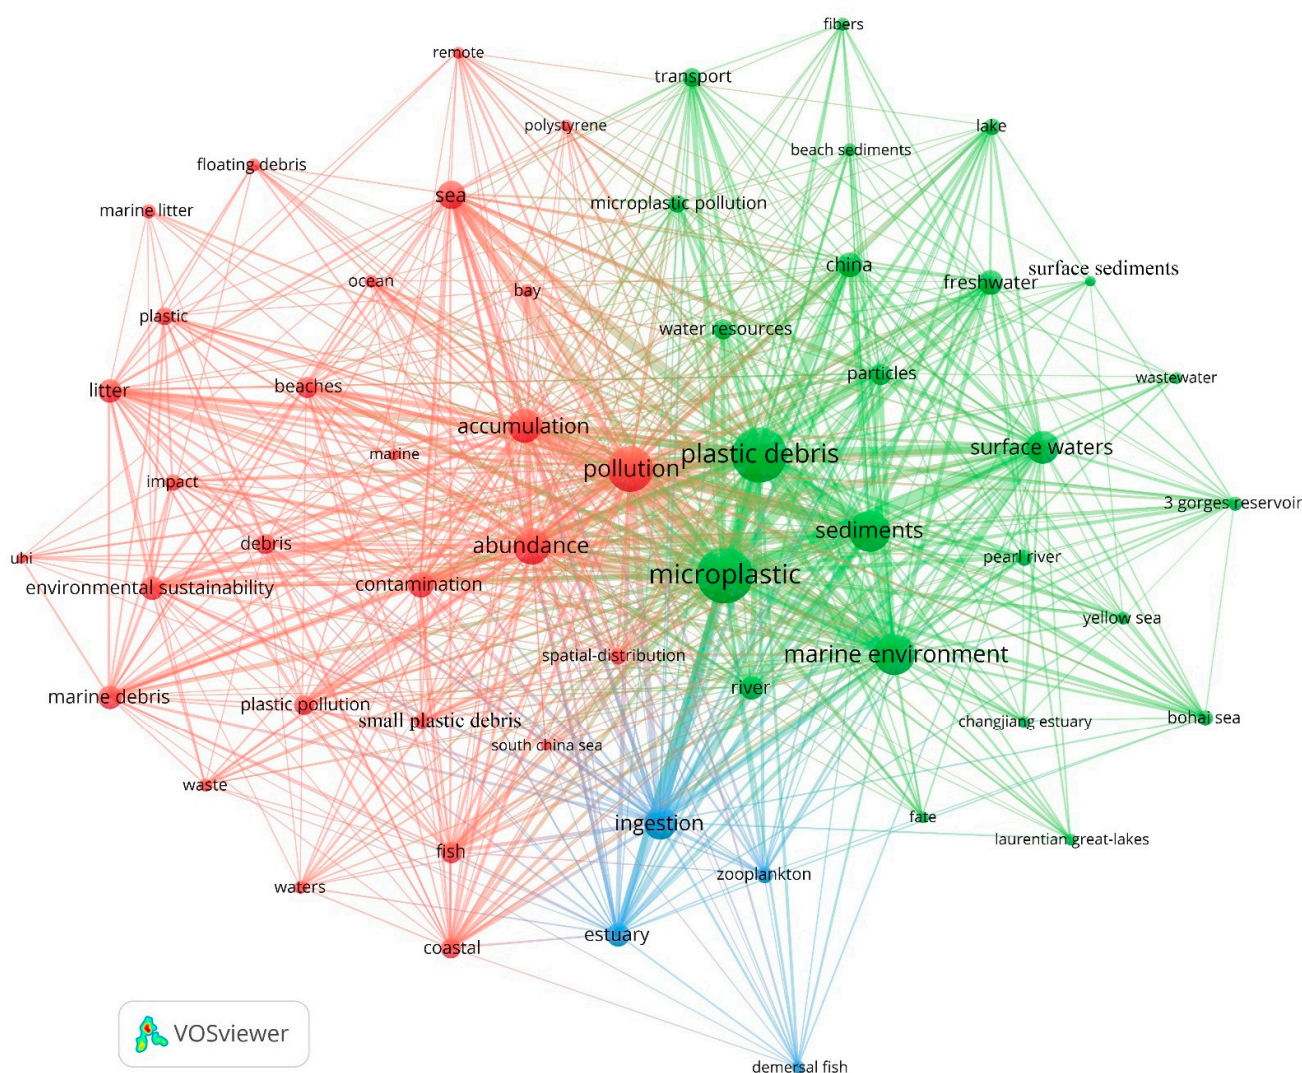 fibers
remote
transport
polystyrene
lake
beach sediments
floating debris
sea
microplastic pollution
marine litter
china
surface sediments
ocean
bay
freshwater
plastic
water resources
particles
wastewater
litter
beaches
accumulation
plastic debris
surface waters
marine
pollution
impact
3 gorges reservoir
sediments
debris
abundance
uhi
pearl river
microplastic
environmental sustainability
contamination
yellow sea
spatial-distribution
marine environment
river
marine debris
plastic pollution
small plastic debris
changjiang estuary
bohai sea
south china sea
waste
ingestion
fate
laurentian great-lakes
fish
zooplankton
waters
estuary
coastal
VOSviewer
demersal fish